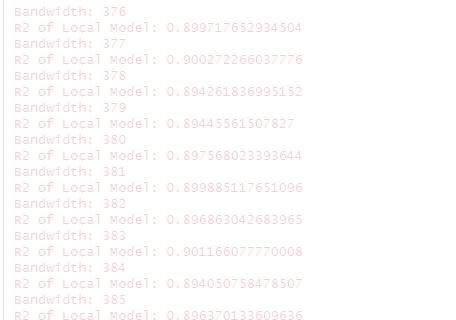 Bandwidth: 376
R2 of Local Model: 0.899717652934504
Bandwidth: 377
R2 of Local Model: 0.900272266037776
Bandwidth: 378
R2 of Local Model: 0.894261836995152
Bandwidth: 379
R2 of Local Model: 0.89445561507827
Bandwidth: 380
R2 of Local Model: 0.897568023393644
Bandwidth: 381
R2 of Local Model: 0.899885117651096
Bandwidth: 382
R2 of Local Model: 0.896863042683965
Bandwidth: 383
R2 of Local Model: 0.901166077770008
Bandwidth: 384
R2 of Local Model: 0.894050758478507
Bandwidth: 385
R2 of Local Model: 0.896370133609636